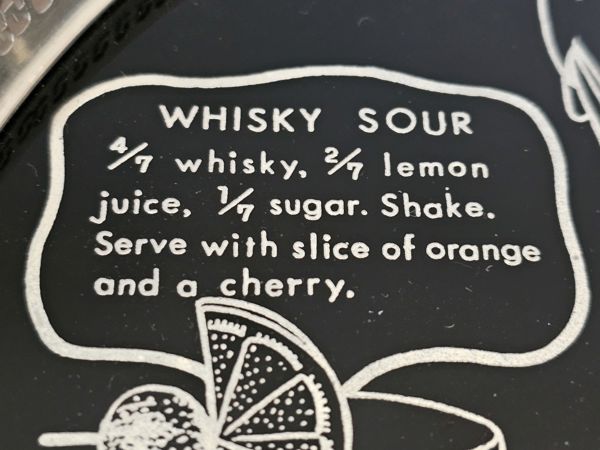 WHISKY SOUR
4/7 whisky, 2/7 lemon
juice, 1/7 sugar. Shake.
Serve with slice of orange
and a cherry.